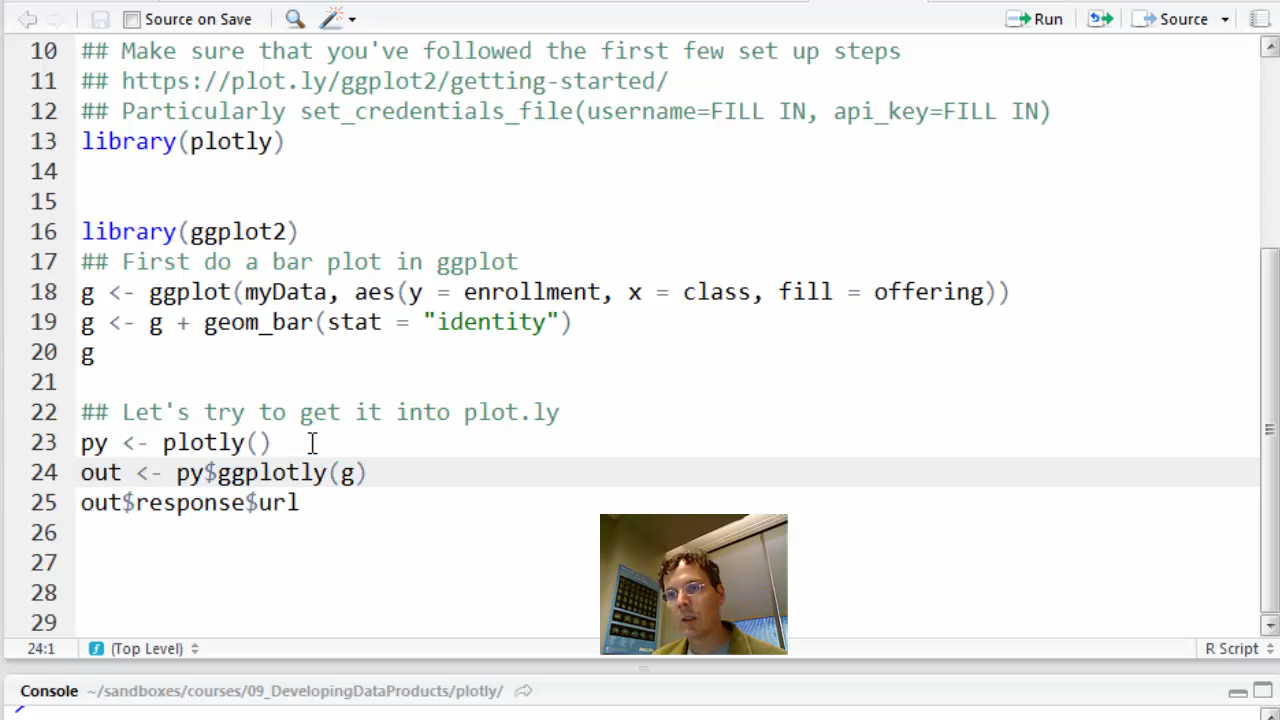 Source on Save Run Source
10 ## Make sure that you've followed the first few set up steps
11 ## https://plot.ly/ggplot2/getting-started/
12 ## Particularly set_credentials_file(username=FILL IN, api_key=FILL IN)
13 library(plotly)
14
15
16 library(ggplot2)
17 ## First do a bar plot in ggplot
18 g <- ggplot(myData, aes(y = enrollment, x = class, fill = offering))
19 g <- g + geom_bar(stat = "identity")
20 g
21
22 ## Let's try to get it into plot.ly
23 py <- plotly()
24 out <- py$ggplotly(g)
25 out$response$url
26
27
28
29
24:1 (Top Level) R Script
Console ~/sandboxes/courses/09_DevelopingDataProducts/plotly/